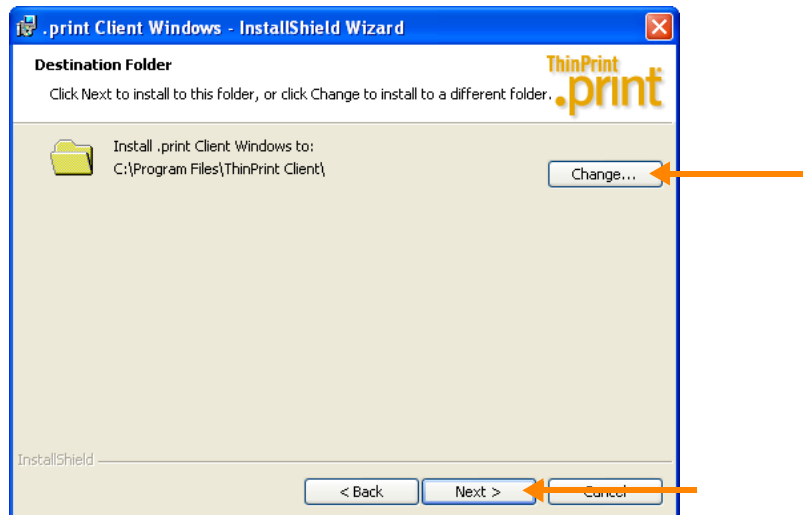 .print Client Windows - InstallShield Wizard
Destination Folder
Click Next to install to this folder, or click Change to install to a different folder.
ThinPrint
.print
Install .print Client Windows to:
C:\Program Files\ThinPrint Client\
Change...
InstallShield
< Back
Next >
Cancel